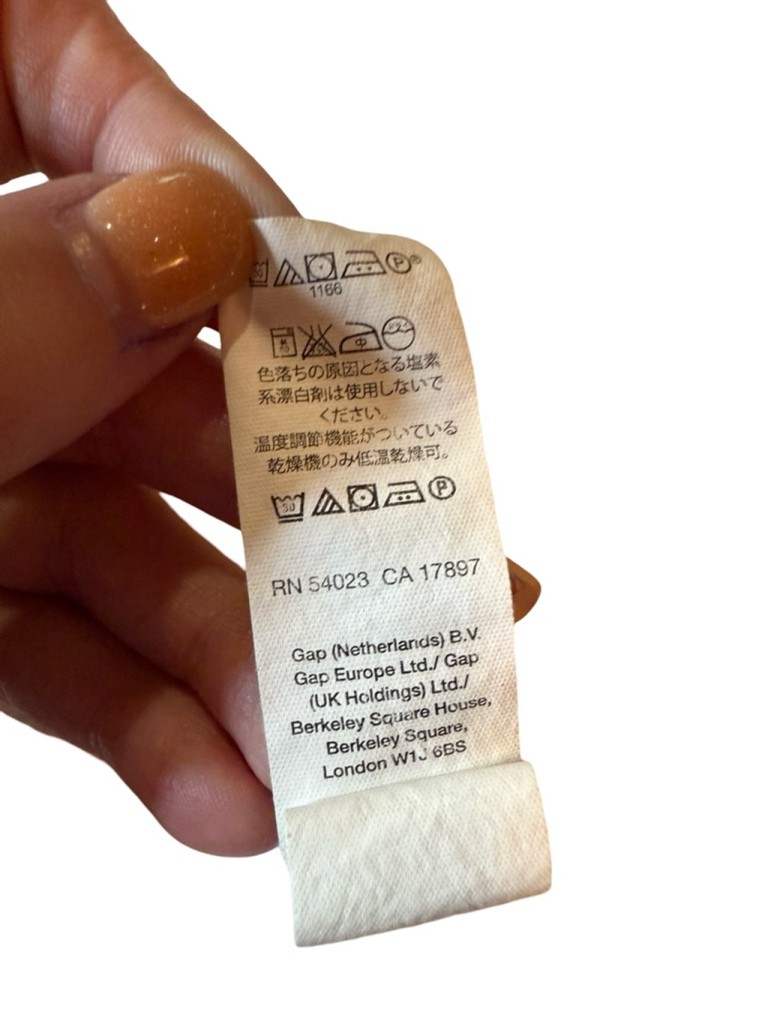 P®
1166
中
色落ちの原因となる塩素
系漂白剤は使用しないで
ください。
温度調節機能がついている
乾燥機のみ低温乾燥可。
30 P
RN 54023 CA 17897
Gap (Netherlands) B.V.
Gap Europe Ltd./ Gap
(UK Holdings) Ltd./
Berkeley Square House,
Berkeley Square,
London W1J 6BS